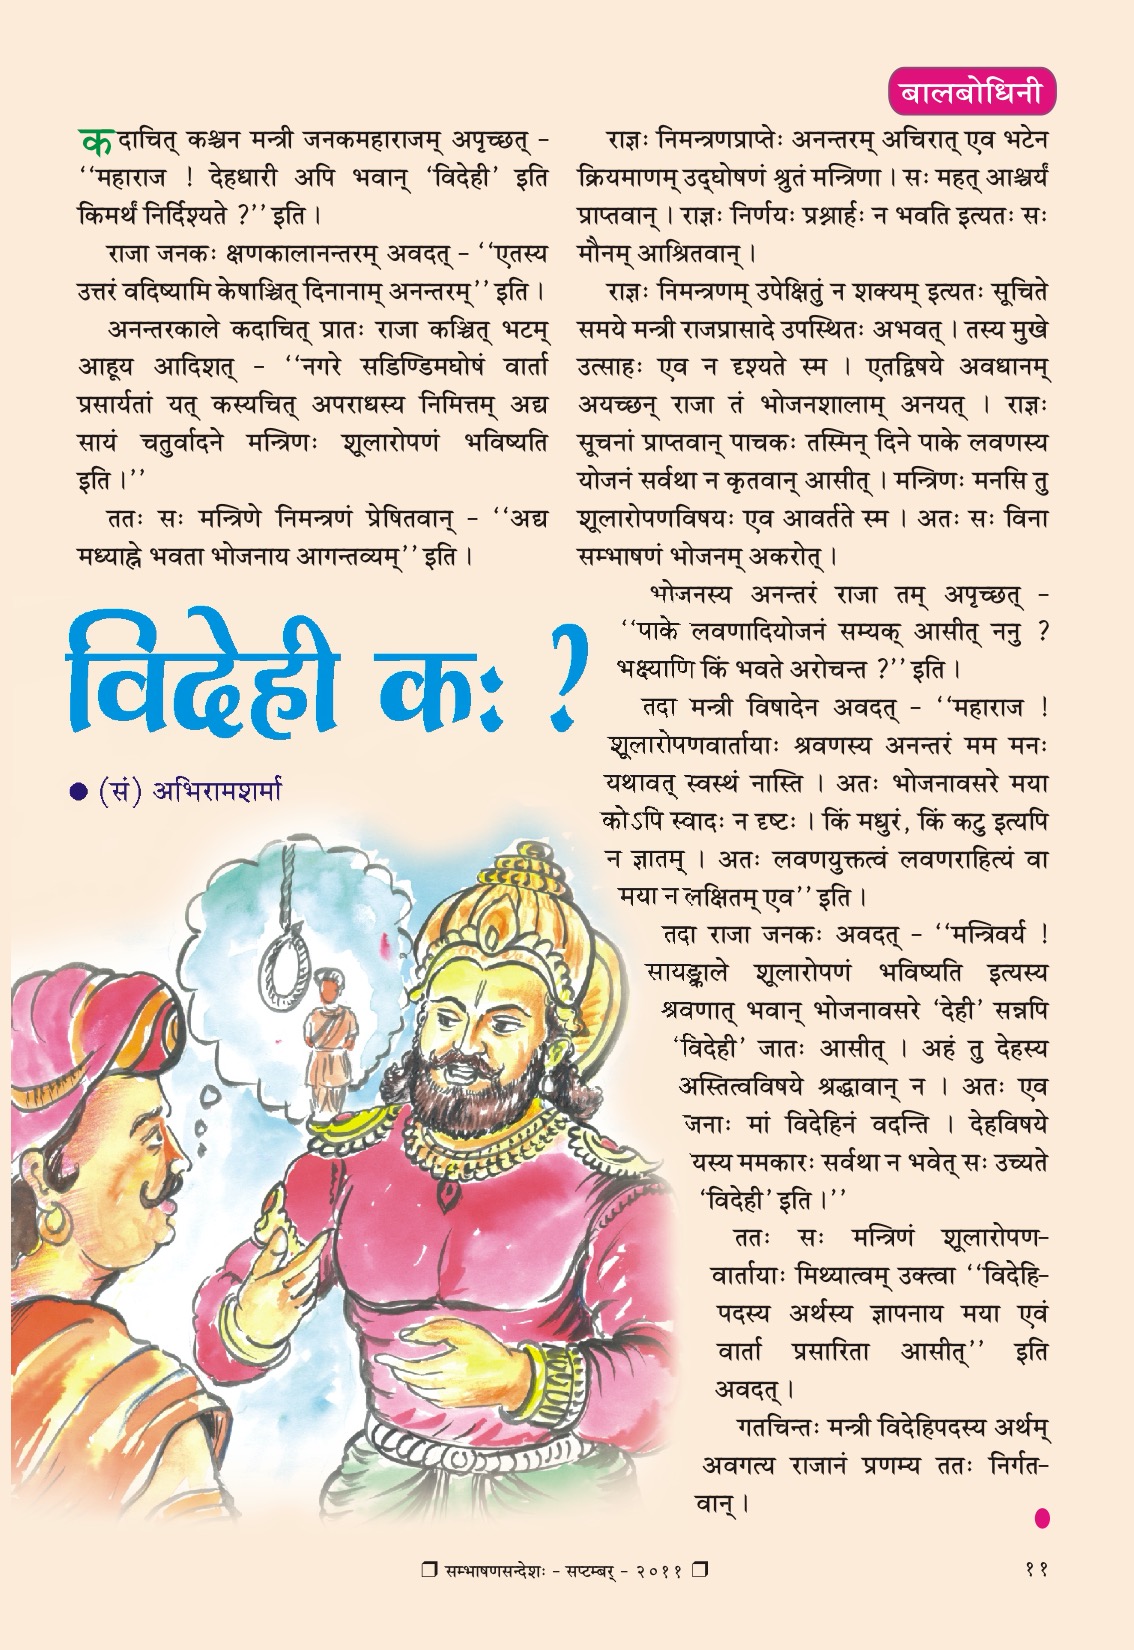 बालबोधिनी
कदाचित् कश्चन मन्त्री जनकमहाराजम् अपृच्छत् –
‘‘महाराज ! देहधारी अपि भवान् ‘विदेही’ इति
किमर्थं निर्दिश्यते ?’’ इति ।
राजा जनकः क्षणकालानन्तरम् अवदत् – ‘‘एतस्य
उत्तरं वदिष्यामि केषाञ्चित् दिनानाम् अनन्तरम्’’ इति ।
अनन्तरकाले कदाचित् प्रातः राजा कञ्चित् भटम्
आहूय आदिशत् – ‘‘नगरे सडिण्डिमघोषं वार्ता
प्रसार्यतां यत् कस्यचित् अपराधस्य निमित्तम् अद्य
सायं चतुर्वादने मन्त्रिणः शूलारोपणं भविष्यति
इति ।’’
ततः सः मन्त्रिणे निमन्त्रणं प्रेषितवान् – ‘‘अद्य
मध्याह्ने भवता भोजनाय आगन्तव्यम्’’ इति ।
विदेही कः ?
● (सं) अभिरामशर्मा
राज्ञः निमन्त्रणप्राप्तेः अनन्तरम् अचिरात् एव भटेन
क्रियमाणम् उद्घोषणं श्रुतं मन्त्रिणा । सः महत् आश्चर्यं
प्राप्तवान् । राज्ञः निर्णयः प्रश्नार्हः न भवति इत्यतः सः
मौनम् आश्रितवान् ।
राज्ञः निमन्त्रणम् उपेक्षितुं न शक्यम् इत्यतः सूचिते
समये मन्त्री राजप्रासादे उपस्थितः अभवत् । तस्य मुखे
उत्साहः एव न दृश्यते स्म । एतद्विषये अवधानम्
अयच्छन् राजा तं भोजनशालाम् अनयत् । राज्ञः
सूचनां प्राप्तवान् पाचकः तस्मिन् दिने पाके लवणस्य
योजनं सर्वथा न कृतवान् आसीत् । मन्त्रिणः मनसि तु
शूलारोपणविषयः एव आवर्तते स्म । अतः सः विना
सम्भाषणं भोजनम् अकरोत् ।
भोजनस्य अनन्तरं राजा तम् अपृच्छत् –
‘‘पाके लवणादियोजनं सम्यक् आसीत् ननु ?
भक्ष्याणि किं भवते अरोचन्त ?’’ इति ।
तदा मन्त्री विषादेन अवदत् – ‘‘महाराज !
शूलारोपणवार्तायाः श्रवणस्य अनन्तरं मम मनः
यथावत् स्वस्थं नास्ति । अतः भोजनावसरे मया
कोऽपि स्वादः न दृष्टः । किं मधुरं, किं कटु इत्यपि
न ज्ञातम् । अतः लवणयुक्तत्वं लवणराहित्यं वा
मया न लक्षितम् एव’’ इति ।
तदा राजा जनकः अवदत् – ‘‘मन्त्रिवर्य !
सायङ्काले शूलारोपणं भविष्यति इत्यस्य
श्रवणात् भवान् भोजनावसरे ‘देही’ सन्नपि
‘विदेही’ जातः आसीत् । अहं तु देहस्य
अस्तित्वविषये श्रद्धावान् न । अतः एव
जनाः मां विदेहिनं वदन्ति । देहविषये
यस्य ममकारः सर्वथा न भवेत् सः उच्यते
‘विदेही’ इति ।’’
ततः सः मन्त्रिणं शूलारोपण–
वार्तायाः मिथ्यात्वम् उक्त्वा ‘‘विदेहि–
पदस्य अर्थस्य ज्ञापनाय मया एवं
वार्ता प्रसारिता आसीत्’’ इति
अवदत् ।
गतचिन्तः मन्त्री विदेहिपदस्य अर्थम्
अवगत्य राजानं प्रणम्य ततः निर्गत–
वान् ।
❒ सम्भाषणसन्देशः – सप्टम्बर् – २०११ ❒
११